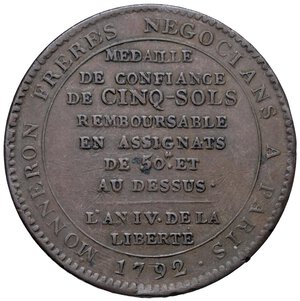 MONNERON FRERES NEGOCIANS A PARIS
MEDAILLE
DE CONFIANCE
DE CINQ-SOLS
REMBOURSABLE
EN ASSIGNATS
DE 50ᴸ ET
AU DESSUS.
L'AN IV. DE LA
LIBERTE
1792.